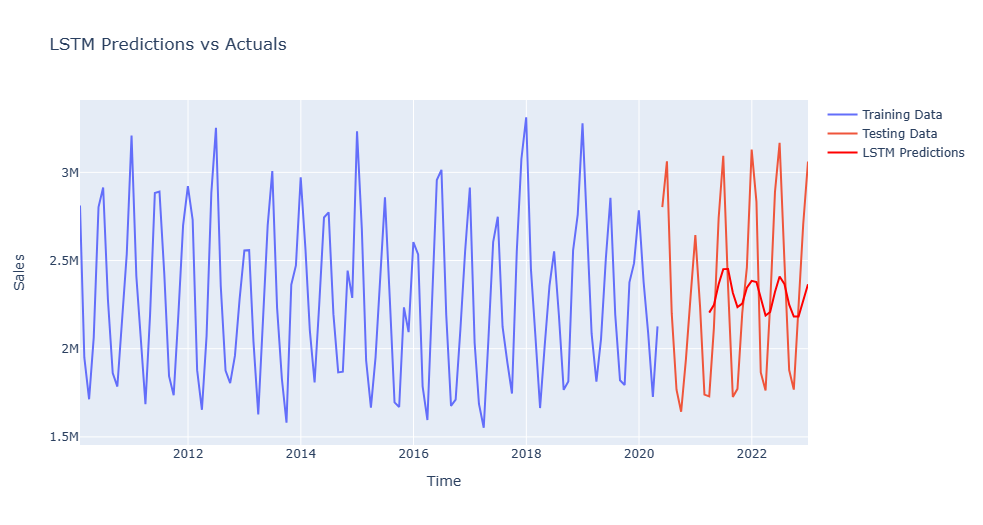 LSTM Predictions vs Actuals
Training Data
Testing Data
LSTM Predictions
3M
2.5M
2M
1.5M
Sales
2012 2014 2016 2018 2020 2022
Time